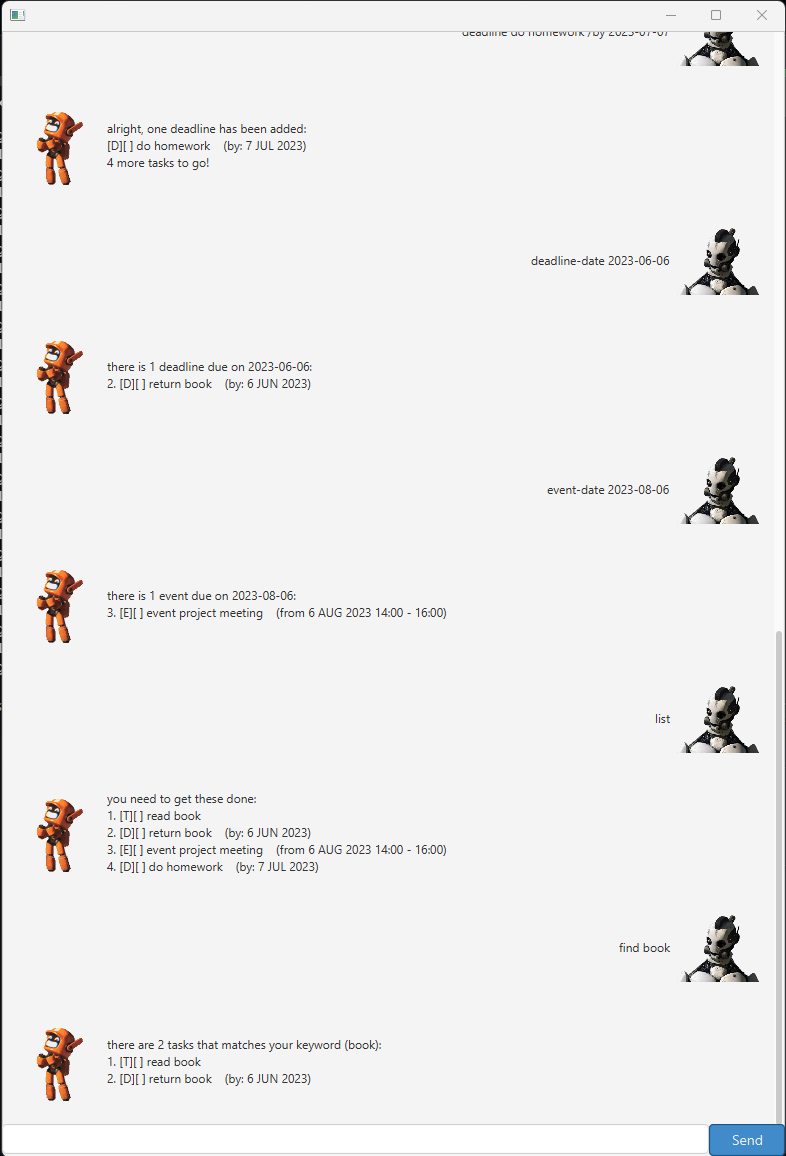 deadline do homework /by 2023-07-07
alright, one deadline has been added:
[D][ ] do homework    (by: 7 JUL 2023)
4 more tasks to go!
deadline-date 2023-06-06
there is 1 deadline due on 2023-06-06:
2. [D][ ] return book    (by: 6 JUN 2023)
event-date 2023-08-06
there is 1 event due on 2023-08-06:
3. [E][ ] event project meeting    (from 6 AUG 2023 14:00 - 16:00)
list
you need to get these done:
1. [T][ ] read book
2. [D][ ] return book    (by: 6 JUN 2023)
3. [E][ ] event project meeting    (from 6 AUG 2023 14:00 - 16:00)
4. [D][ ] do homework    (by: 7 JUL 2023)
find book
there are 2 tasks that matches your keyword (book):
1. [T][ ] read book
2. [D][ ] return book    (by: 6 JUN 2023)
Send